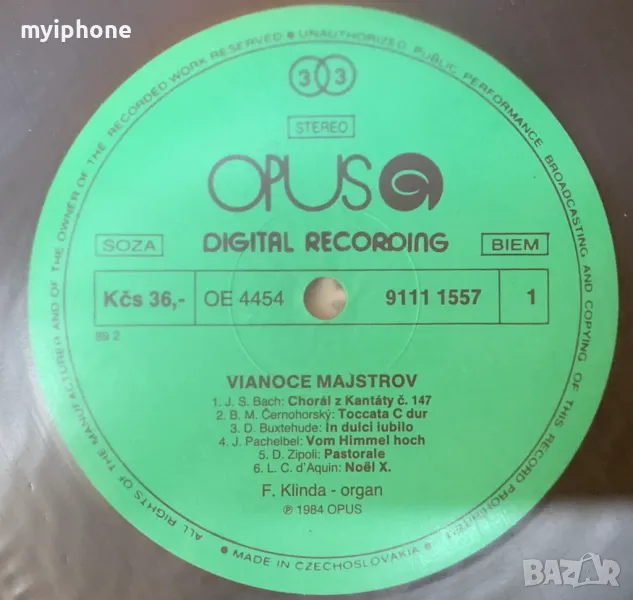 myiphone
ALL RIGHTS OF THE MANUFACTURER AND OF THE OWNER OF THE RECORDED WORK RESERVED • UNAUTHORIZED PUBLIC PERFORMANCE BROADCASTING AND COPYING OF THIS RECORD PROHIBITED • MADE IN CZECHOSLOVAKIA •
33
STEREO
OPUS
SOZA DIGITAL RECORDING BIEM
Kčs 36,- OE 4454 9111 1557 1
89 2
VIANOCE MAJSTROV
1. J. S. Bach: Chorál z Kantáty č. 147
2. B. M. Černohorský: Toccata C dur
3. D. Buxtehude: In dulci iubilo
4. J. Pachelbel: Vom Himmel hoch
5. D. Zipoli: Pastorale
6. L. C. d'Aquin: Noël X.
F. Klinda - organ
℗ 1984 OPUS
BAZAR